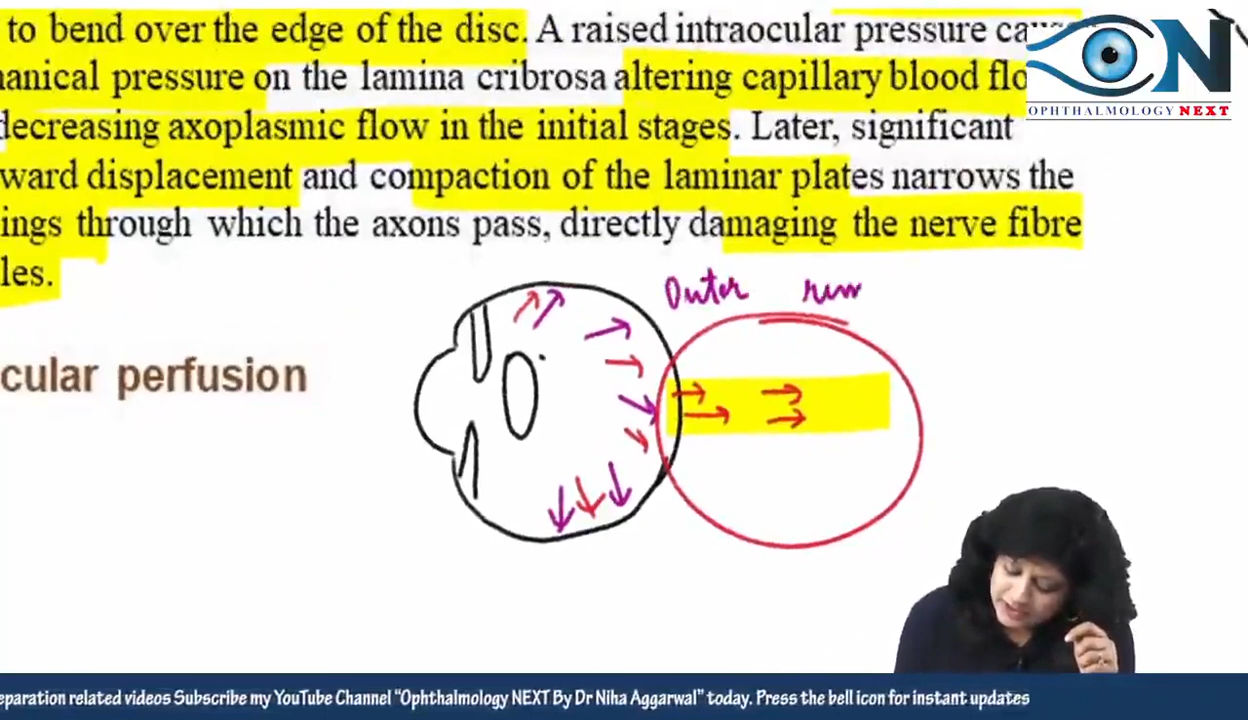 to bend over the edge of the disc. A raised intraocular pressure
hanical pressure on the lamina cribrosa altering capillary blood flo
decreasing axoplasmic flow in the initial stages. Later, significant
ward displacement and compaction of the laminar plates narrows the
ings through which the axons pass, directly damaging the nerve fibre
les.
ON
OPHTHALMOLOGY NEXT
Outer rim
cular perfusion
eparation related videos Subscribe my YouTube Channel “Ophthalmology NEXT By Dr Niha Aggarwal” today. Press the bell icon for instant updates